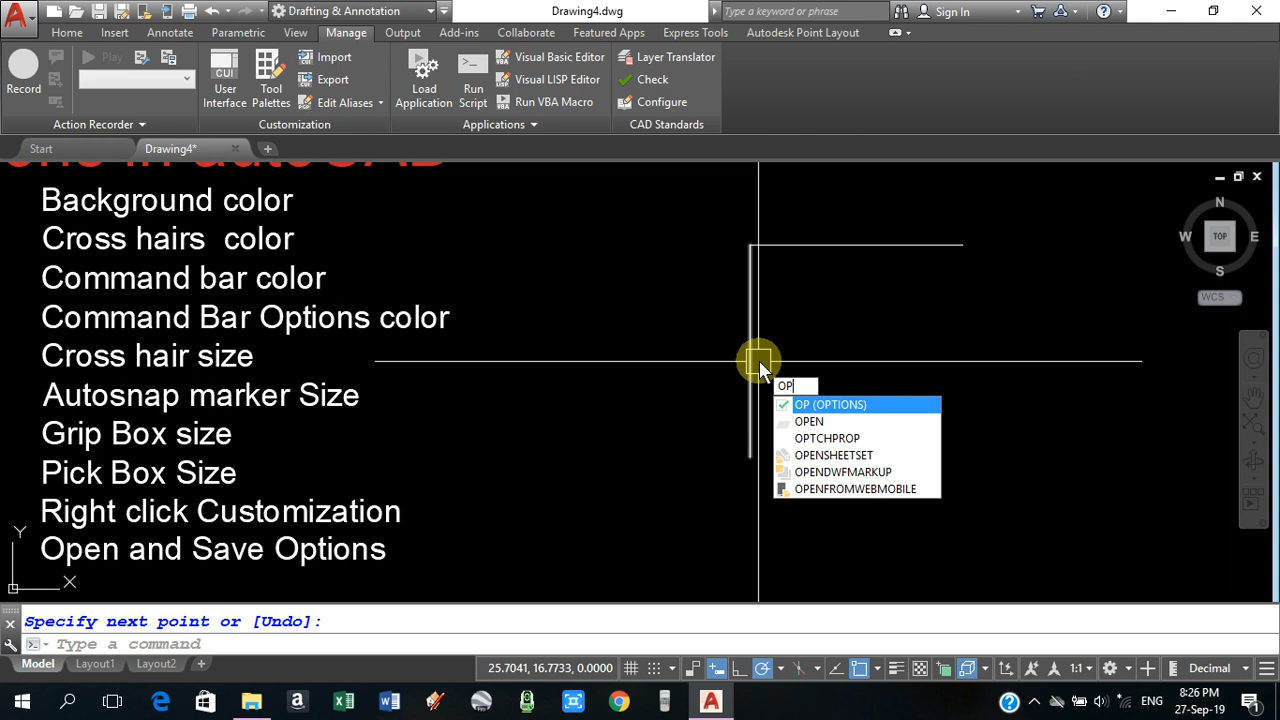 Drafting & Annotation
Drawing4.dwg
Type a keyword or phrase
Sign In
Home
Insert
Annotate
Parametric
View
Manage
Output
Add-ins
Collaborate
Featured Apps
Express Tools
Autodesk Point Layout
Record
Play
CUI
User
Interface
Tool
Palettes
Import
Export
Edit Aliases
Load
Application
Run
Script
Visual Basic Editor
Visual LISP Editor
Run VBA Macro
Layer Translator
Check
Configure
Action Recorder
Customization
Applications
CAD Standards
Start
Drawing4*
Background color
Cross hairs color
Command bar color
Command Bar Options color
Cross hair size
Autosnap marker Size
Grip Box size
Pick Box Size
Right click Customization
Open and Save Options
N
W
TOP
E
S
WCS
OP
OP (OPTIONS)
OPEN
OPTCHPROP
OPENSHEETSET
OPENDWFMARKUP
OPENFROMWEBMOBILE
Y
X
Specify next point or [Undo]:
Type a command
Model
Layout1
Layout2
25.7041, 16.7733, 0.0000
1:1
Decimal
ENG
8:26 PM
27-Sep-19